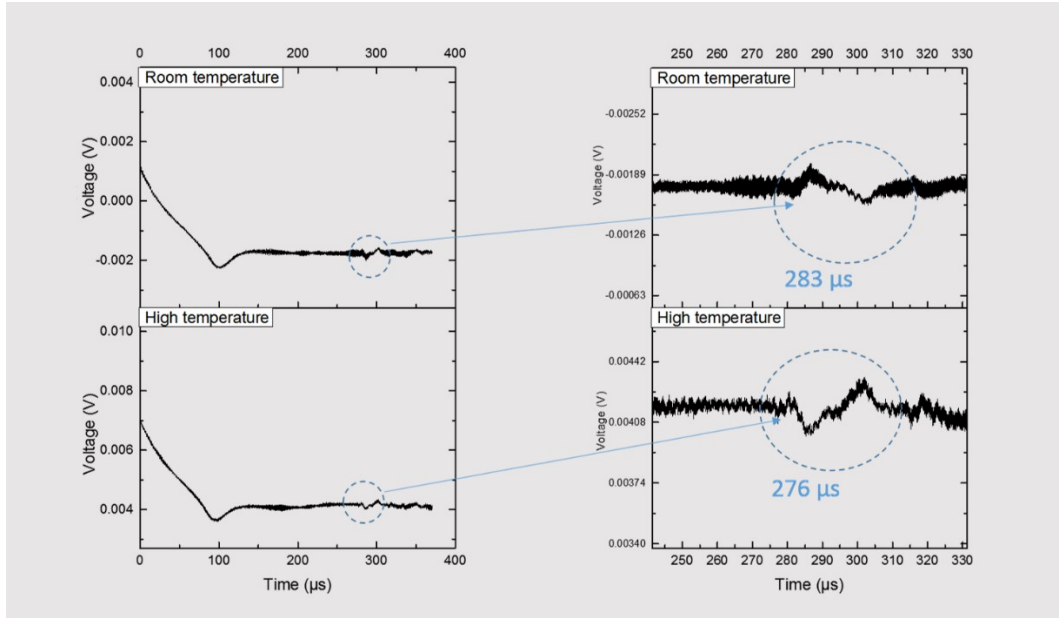 0 100 200 300 400
Room temperature
0.004
0.002
0.000
-0.002
Voltage (V)
High temperature
0.010
0.008
0.006
0.004
Voltage (V)
0 100 200 300 400
Time (µs)
250 260 270 280 290 300 310 320 330
Room temperature
-0.00252
-0.00189
-0.00126
-0.00063
Voltage (V)
283 µs
High temperature
0.00442
0.00408
0.00374
0.00340
Voltage (V)
276 µs
250 260 270 280 290 300 310 320 330
Time (µs)